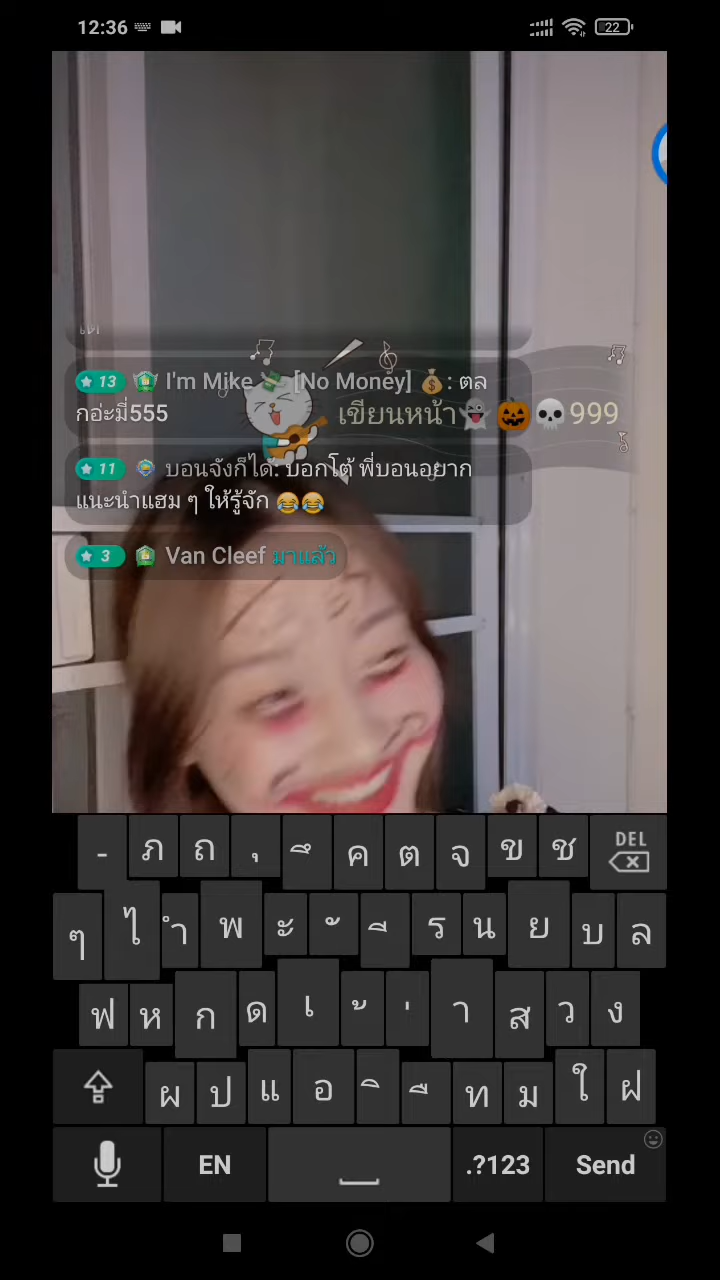 12:36
22
★ 13 I'm Mike 💸 [No Money] 💰: ตล
กอ่ะมี่555
เขียนหน้า👻🎃💀999
★ 11 บอนจังก็ได้: บอกโต้ พี่บอนอยาก
แนะนำแฮม ๆ ให้รู้จัก 😂😂
★ 3 Van Cleef มาแล้ว
- ภ ถ ุ ึ ค ต จ ข ช DEL
ๆ ไ ำ พ ะ ั ี ร น ย บ ล
ฟ ห ก ด เ ้ ่ า ส ว ง
ผ ป แ อ ิ ื ท ม ใ ฝ
EN .?123 Send